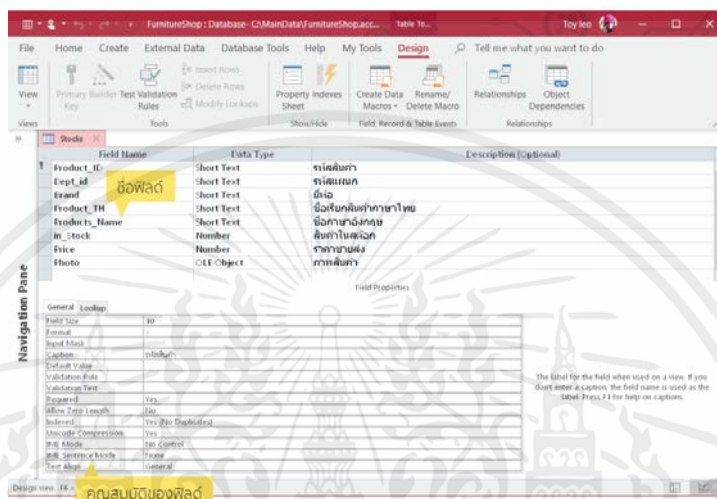 FurnitureShop : Database- C:\MainData\FurnitureShop.acc... Table To... Toy leo
File Home Create External Data Database Tools Help My Tools Design Tell me what you want to do
View Primary Key Builder Test Validation Rules Insert Rows Delete Rows Modify Lookups Property Sheet Indexes Create Data Macros Rename/ Delete Macro Relationships Object Dependencies
Views Tools Show/Hide Field, Record & Table Events Relationships
Stocks
Field Name Data Type Description (Optional)
Product_ID Short Text รหัสสินค้า
Dept_id Short Text รหัสแผนก
Brand Short Text ยี่ห้อ
Product_TH Short Text ชื่อเรียกสินค้าภาษาไทย
Products_Name Short Text ชื่อภาษาอังกฤษ
in_Stock Number สินค้าในสต๊อก
Price Number ราคาขายส่ง
Photo OLE Object ภาพสินค้า
ชื่อฟิลด์
Navigation Pane
Field Properties
General Lookup
Field Size
Format
Input Mask
Caption รหัสสินค้า
Default Value
Validation Rule
Validation Text
Required Yes
Allow Zero Length No
Indexed Yes (No Duplicates)
Unicode Compression Yes
IME Mode No Control
IME Sentence Mode None
Text Align General
The label for the field when used on a view. If you
don't enter a caption, the field name is used as the
label. Press F1 for help on captions.
Design view.
คุณสมบัติของฟิลด์